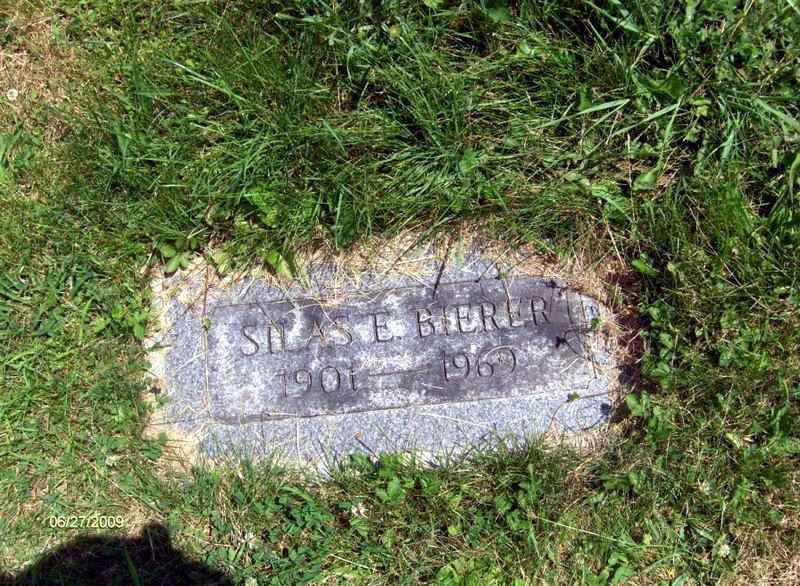 SILAS E. BIERER
1901 — 1969
06/27/2009